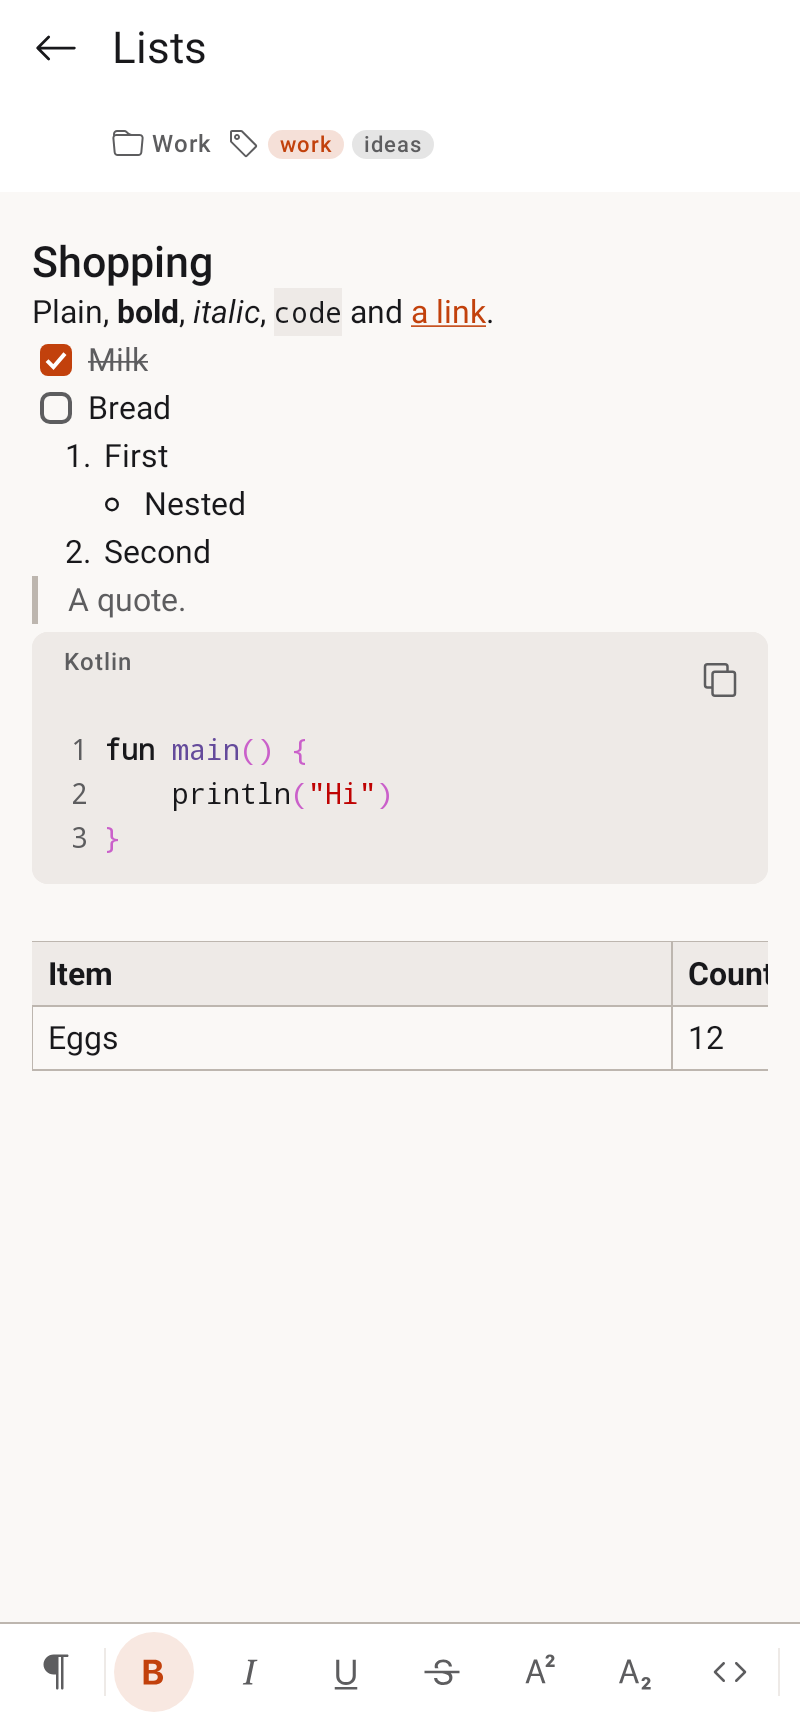 Lists
Work work ideas
Shopping
Plain, bold, italic, code and a link.
Milk
Bread
1. First
Nested
2. Second
A quote.
Kotlin
1 fun main() {
2     println("Hi")
3 }
Item Count
Eggs 12
¶ B I U S A² A₂ <>